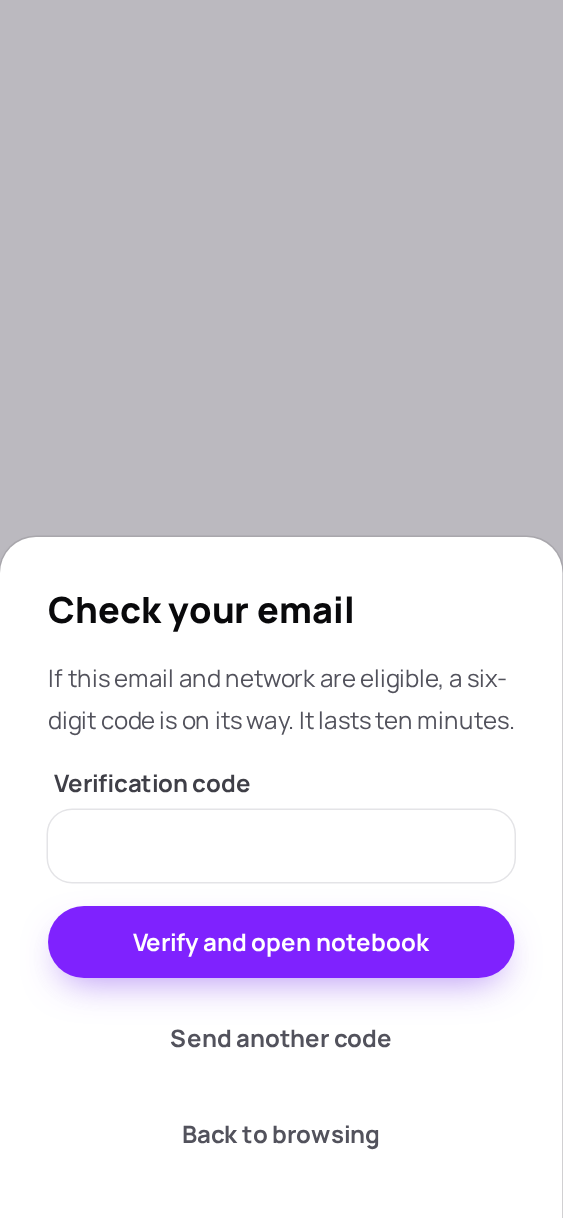 Check your email
If this email and network are eligible, a six-
digit code is on its way. It lasts ten minutes.
Verification code
Verify and open notebook
Send another code
Back to browsing